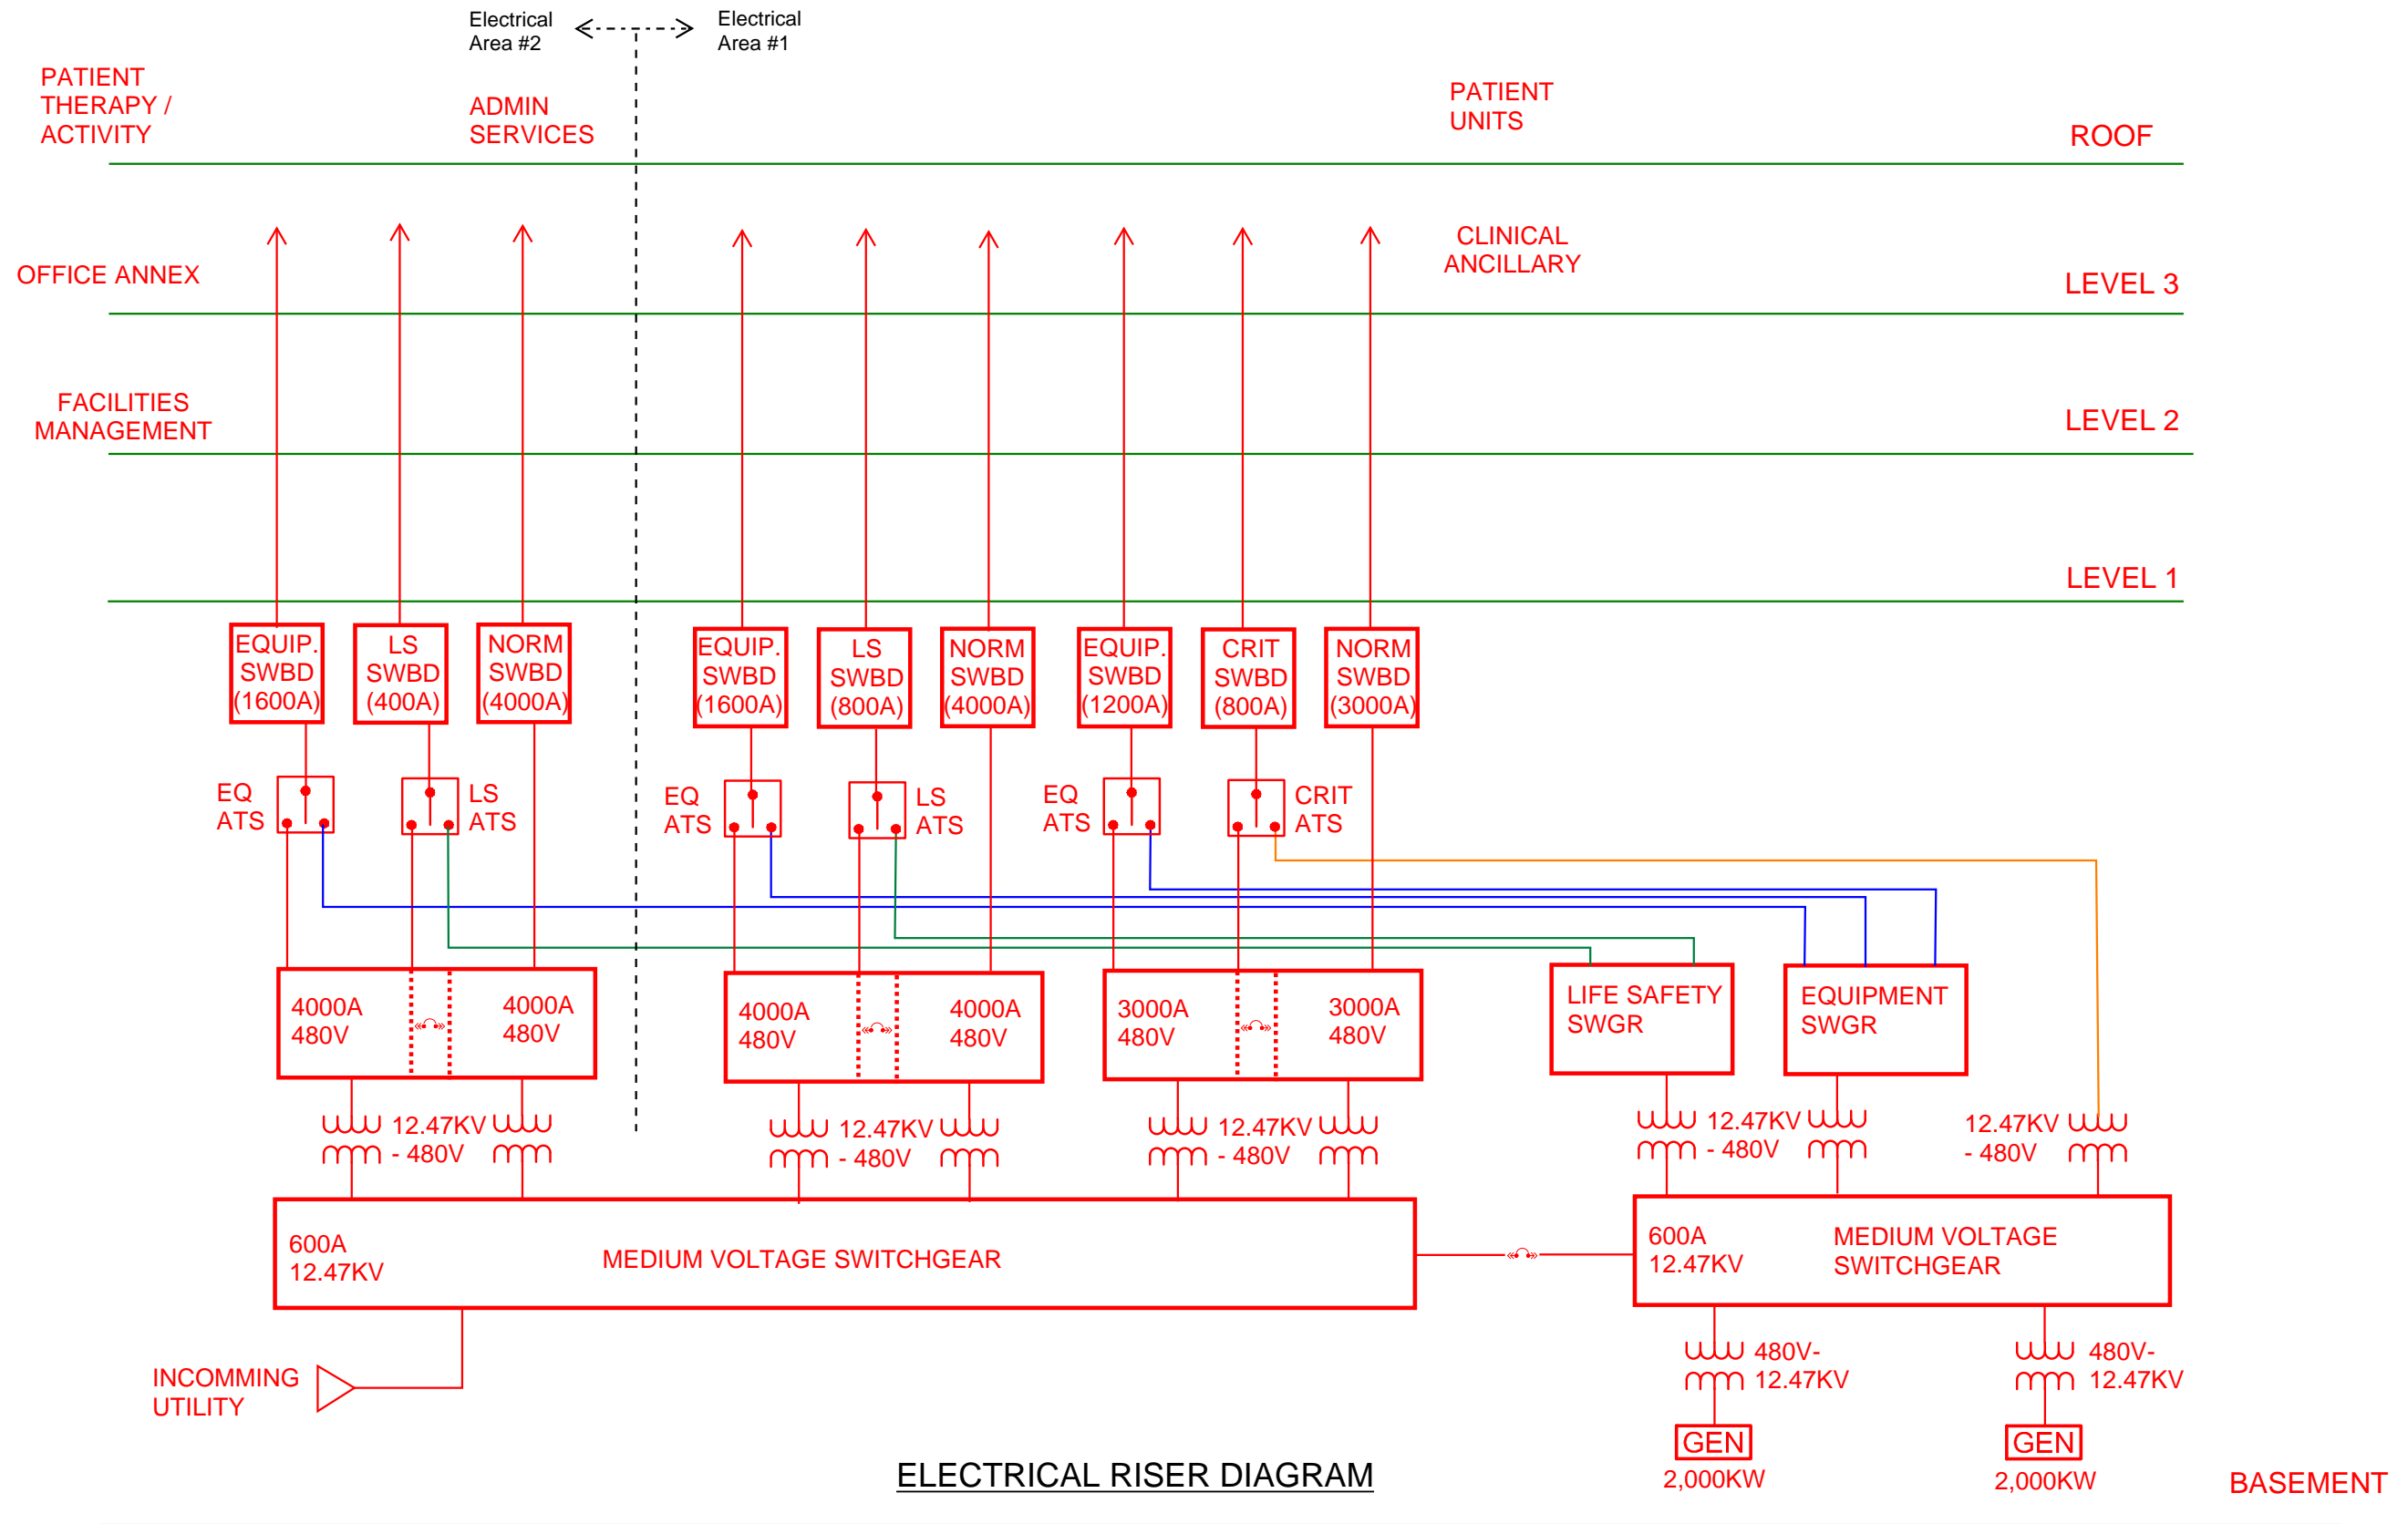 Electrical
Area #2
Electrical
Area #1
PATIENT
THERAPY /
ACTIVITY
ADMIN
SERVICES
PATIENT
UNITS
ROOF
OFFICE ANNEX
CLINICAL
ANCILLARY
LEVEL 3
FACILITIES
MANAGEMENT
LEVEL 2
LEVEL 1
EQUIP.
SWBD
(1600A)
LS
SWBD
(400A)
NORM
SWBD
(4000A)
EQUIP.
SWBD
(1600A)
LS
SWBD
(800A)
NORM
SWBD
(4000A)
EQUIP.
SWBD
(1200A)
CRIT
SWBD
(800A)
NORM
SWBD
(3000A)
EQ
ATS
LS
ATS
EQ
ATS
LS
ATS
EQ
ATS
CRIT
ATS
4000A
480V
4000A
480V
4000A
480V
4000A
480V
3000A
480V
3000A
480V
LIFE SAFETY
SWGR
EQUIPMENT
SWGR
12.47KV
- 480V
12.47KV
- 480V
12.47KV
- 480V
12.47KV
- 480V
12.47KV
- 480V
600A
12.47KV
MEDIUM VOLTAGE SWITCHGEAR
600A
12.47KV
MEDIUM VOLTAGE
SWITCHGEAR
INCOMMING
UTILITY
480V-
12.47KV
480V-
12.47KV
GEN
2,000KW
GEN
2,000KW
ELECTRICAL RISER DIAGRAM
BASEMENT